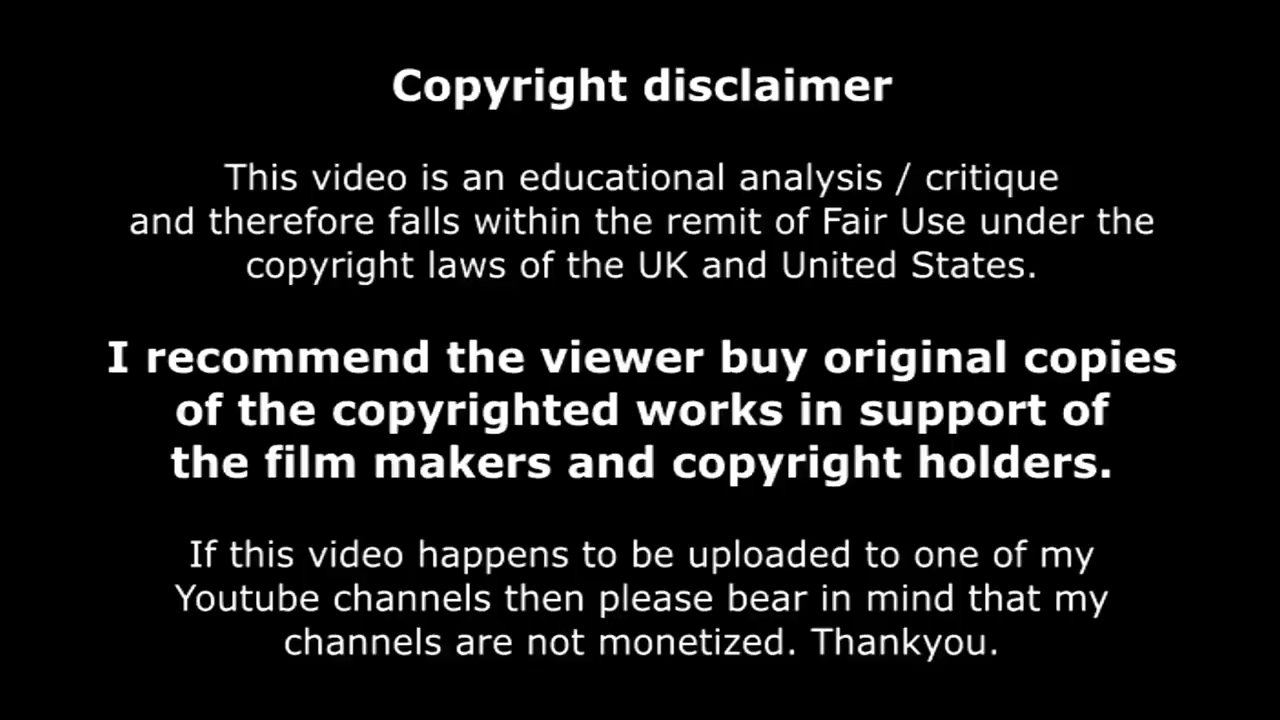 Copyright disclaimer
This video is an educational analysis / critique
and therefore falls within the remit of Fair Use under the
copyright laws of the UK and United States.
I recommend the viewer buy original copies
of the copyrighted works in support of
the film makers and copyright holders.
If this video happens to be uploaded to one of my
Youtube channels then please bear in mind that my
channels are not monetized. Thankyou.